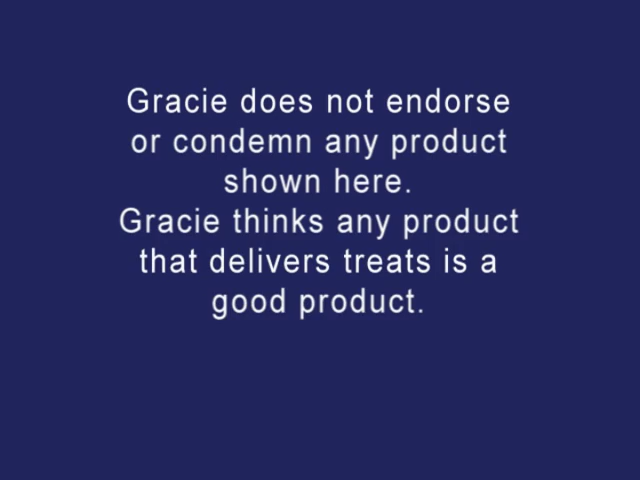 Gracie does not endorse
or condemn any product
shown here.
Gracie thinks any product
that delivers treats is a
good product.